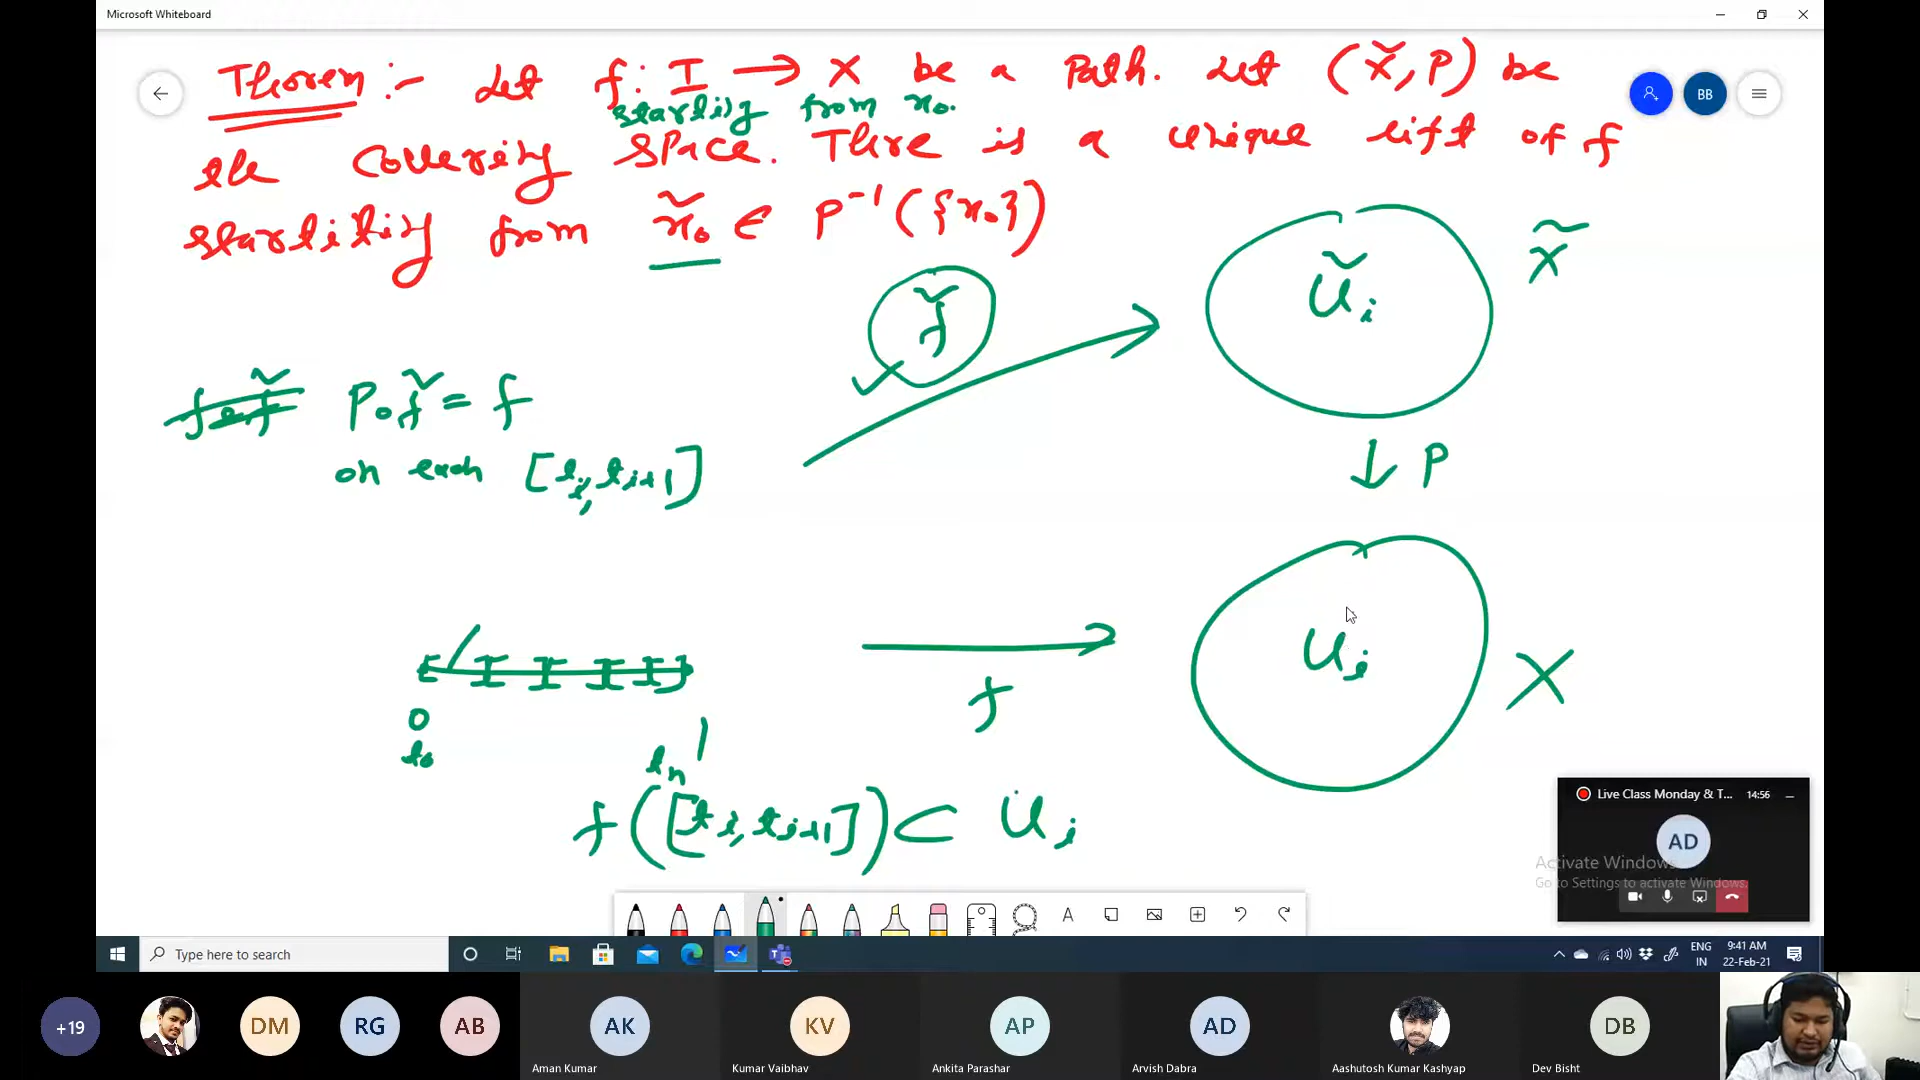 Microsoft Whiteboard
Theorem :- Let f: I → X be a Path. Let (X̃, P) be
starting from x₀.
the Covering Space. There is a unique lift of f
starting from x̃₀ ∈ P⁻¹({x₀})
BB
f̃
Ũᵢ
X̃
P∘f̃ = f
on each [tᵢ, tᵢ₊₁]
↓ P
f
Uᵢ
X
0
1
t₀
tₙ
f([tᵢ, tᵢ₊₁]) ⊂ Uᵢ
Live Class Monday & T...
14:56
AD
Activate Windows
Go to Settings to activate Windows.
A
Type here to search
ENG
IN
9:41 AM
22-Feb-21
+19
DM
RG
AB
AK
KV
AP
AD
DB
Aman Kumar
Kumar Vaibhav
Ankita Parashar
Arvish Dabra
Aashutosh Kumar Kashyap
Dev Bisht